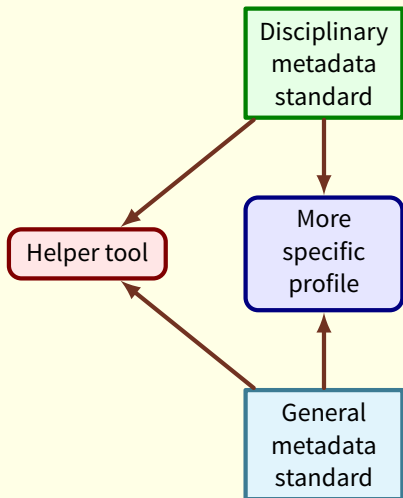 Disciplinary
metadata
standard
Helper tool
More
specific
profile
General
metadata
standard